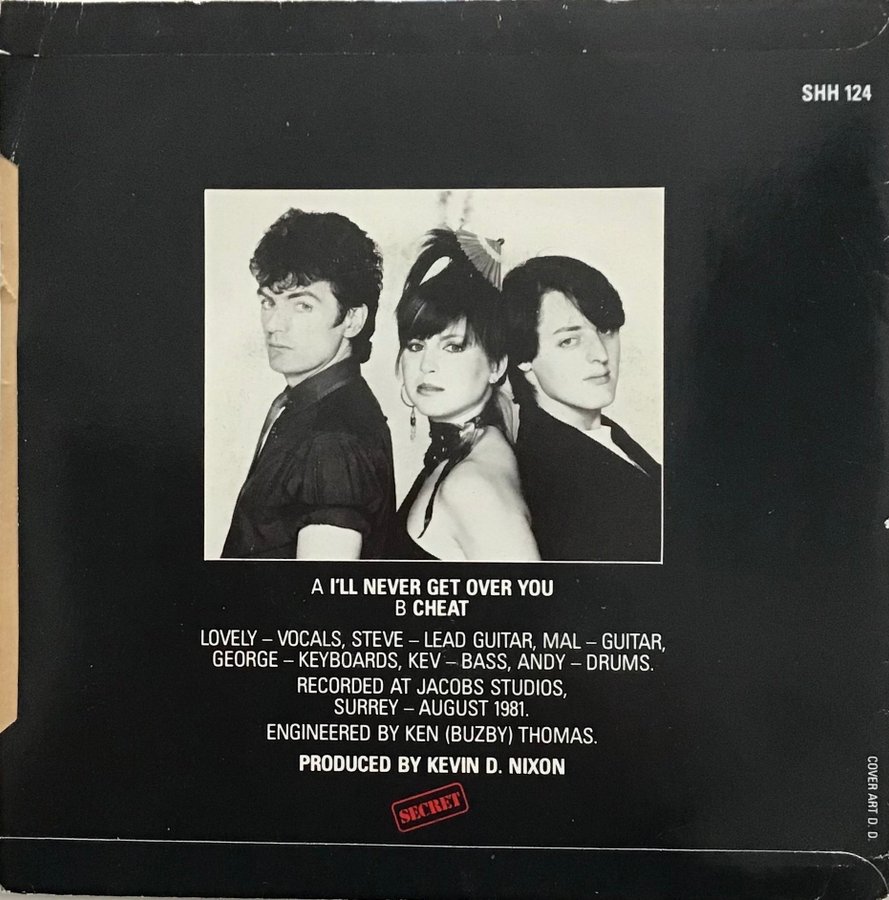 SHH 124
A I'LL NEVER GET OVER YOU
B CHEAT
LOVELY – VOCALS, STEVE – LEAD GUITAR, MAL – GUITAR,
GEORGE – KEYBOARDS, KEV – BASS, ANDY – DRUMS.
RECORDED AT JACOBS STUDIOS,
SURREY – AUGUST 1981.
ENGINEERED BY KEN (BUZBY) THOMAS.
PRODUCED BY KEVIN D. NIXON
SECRET
COVER ART D. D.